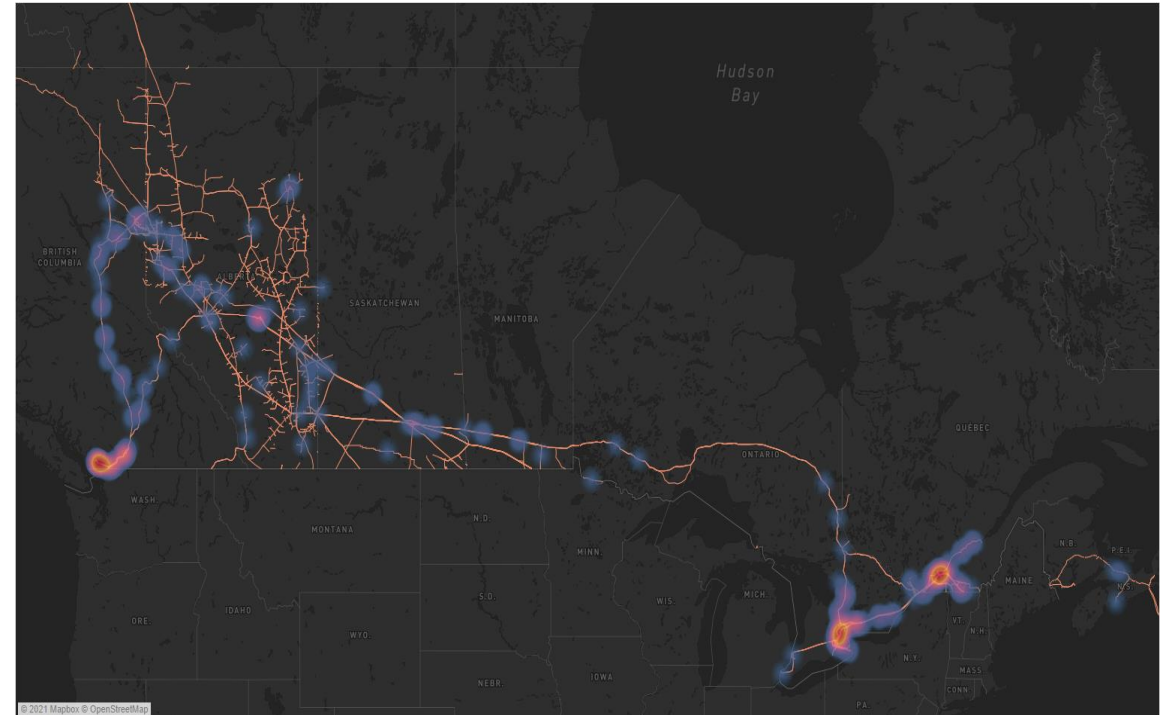 Hudson
Bay
BRITISH
COLUMBIA
ALBERTA
SASKATCHEWAN
MANITOBA
ONTARIO
QUEBEC
WASH.
MONTANA
N.D.
MINN.
ORE.
IDAHO
WYO.
S.D.
WIS.
MICH.
N.B.
P.E.I.
N.S.
MAINE
VT.
N.H.
N.Y.
MASS
CONN
NEBR.
IOWA
PA.
© 2021 Mapbox © OpenStreetMap